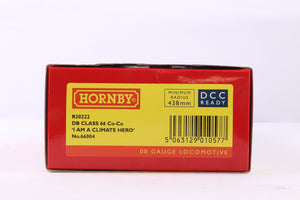 HORNBY
MINIMUM
RADIUS
438mm
DCC
READY
R30222
DB CLASS 66 Co-Co
'I AM A CLIMATE HERO'
No.66004
5 063129 010577
00 GAUGE LOCOMOTIVE